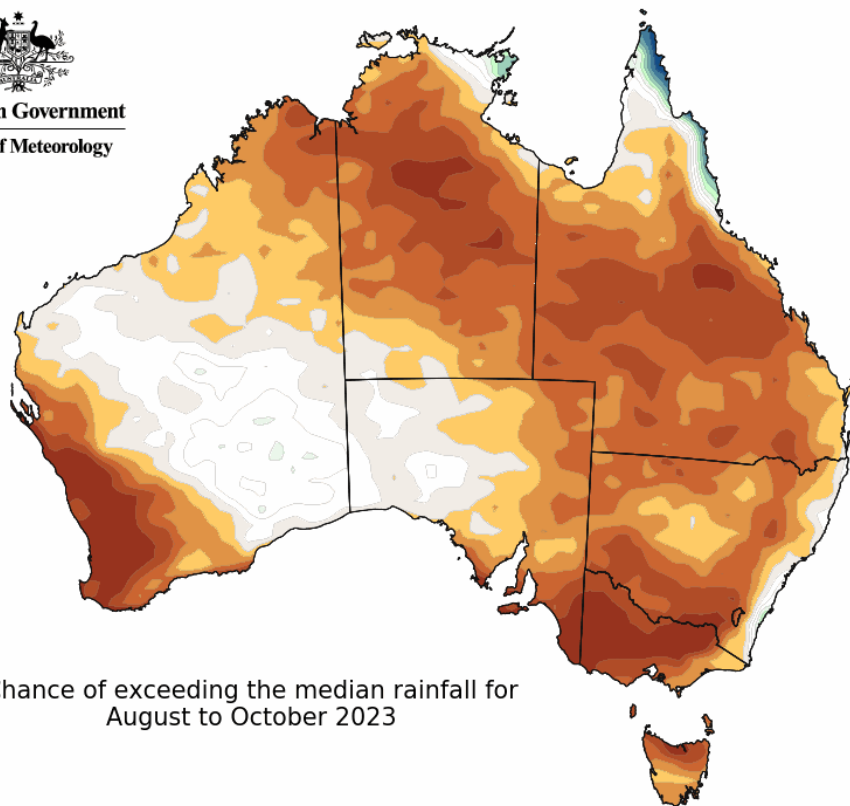 n Government
f Meteorology
hance of exceeding the median rainfall for
August to October 2023